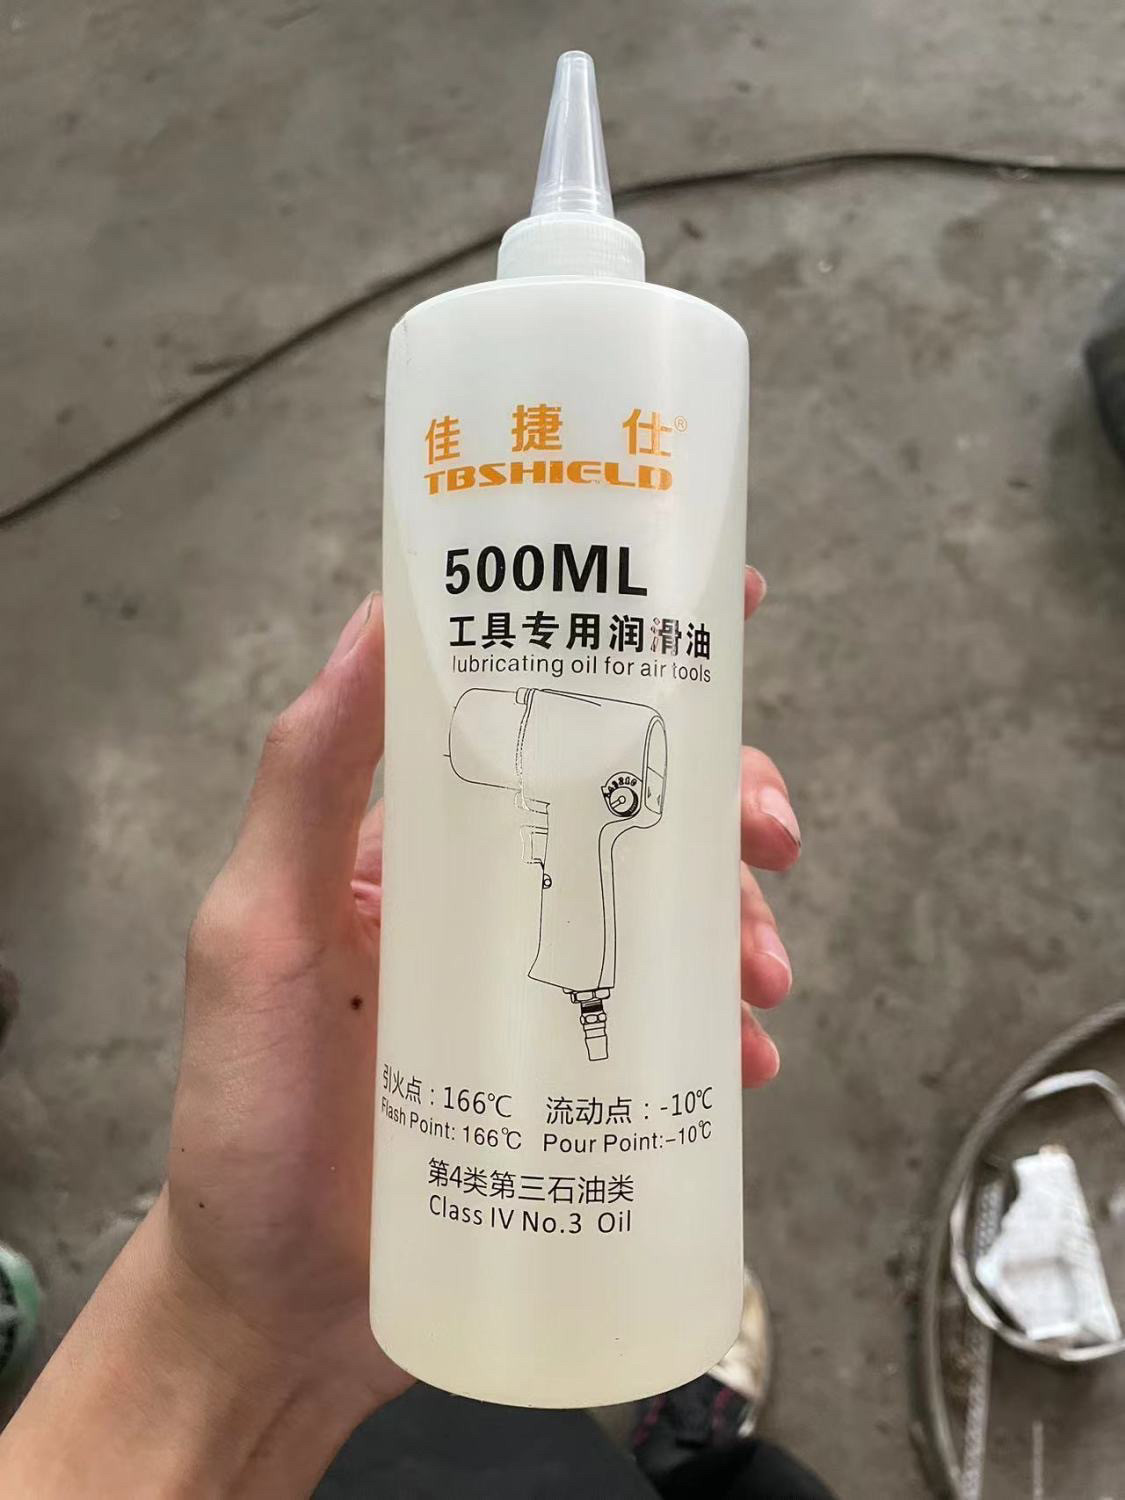 佳捷仕®
TBSHIELD
500ML
工具专用润滑油
lubricating oil for air tools
引火点：166℃ 流动点：-10℃
Flash Point: 166℃ Pour Point:-10℃
第4类第三石油类
Class IV No.3 Oil